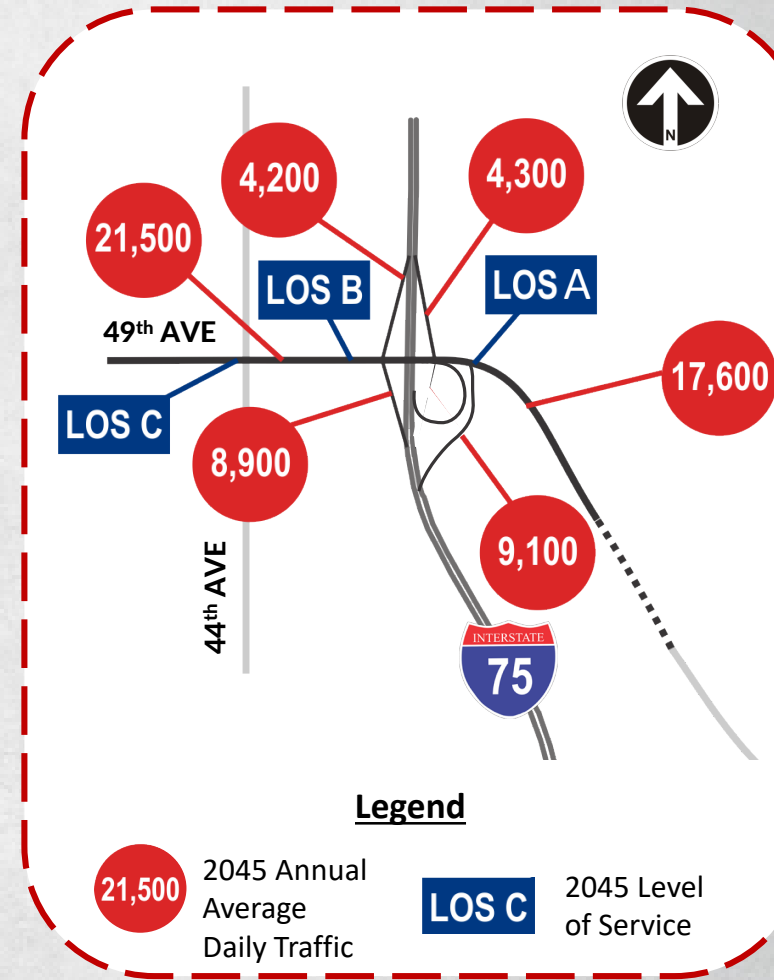 N
4,200
4,300
21,500
LOS B
LOS A
49th AVE
17,600
LOS C
8,900
9,100
44th AVE
INTERSTATE
75
Legend
21,500
2045 Annual
Average
Daily Traffic
LOS C
2045 Level
of Service